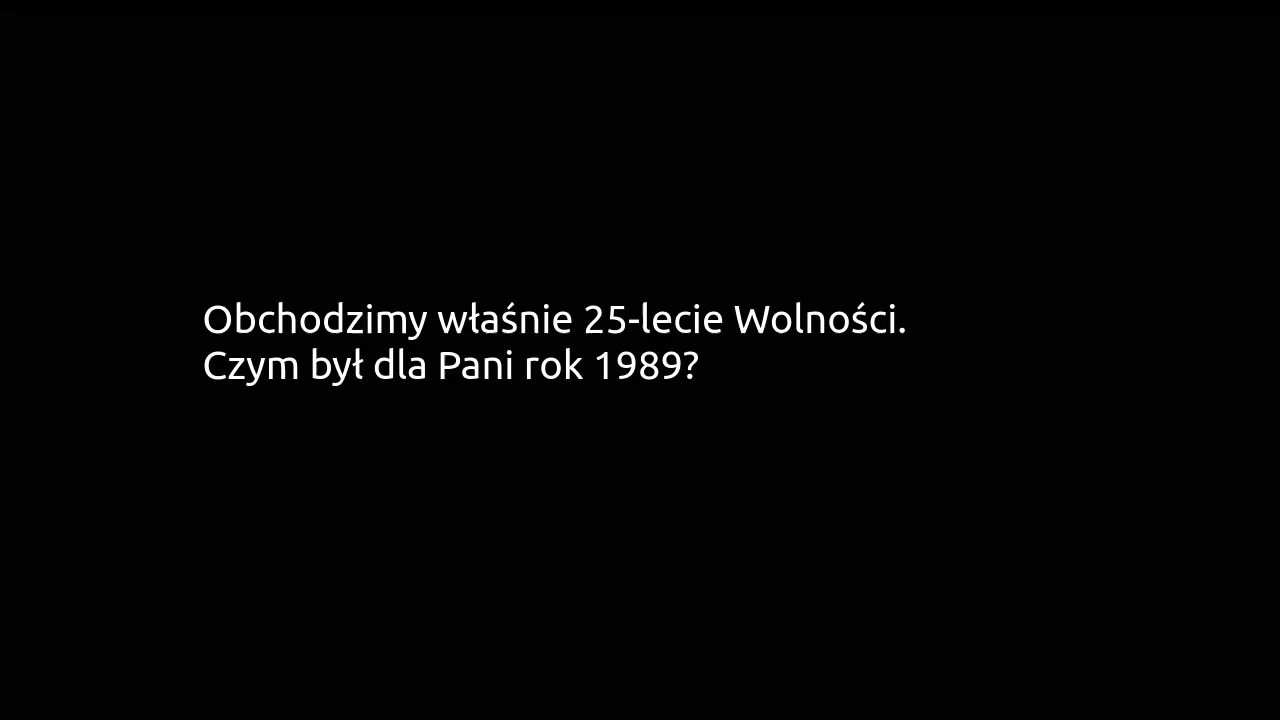 Obchodzimy właśnie 25-lecie Wolności.
Czym był dla Pani rok 1989?